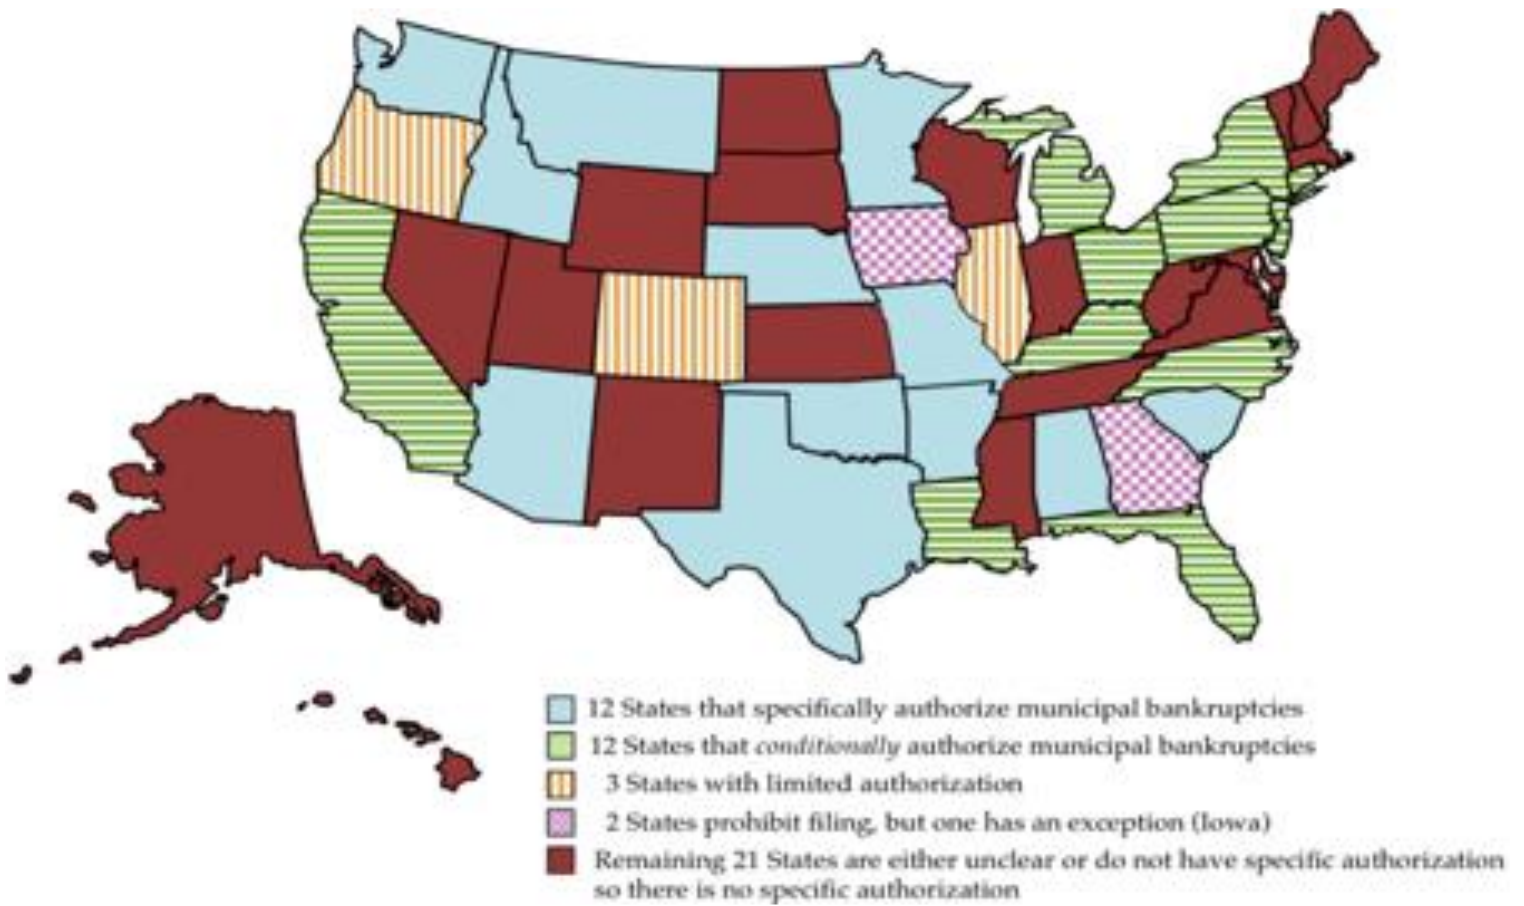 12 States that specifically authorize municipal bankruptcies
12 States that conditionally authorize municipal bankruptcies
3 States with limited authorization
2 States prohibit filing, but one has an exception (Iowa)
Remaining 21 States are either unclear or do not have specific authorization
so there is no specific authorization